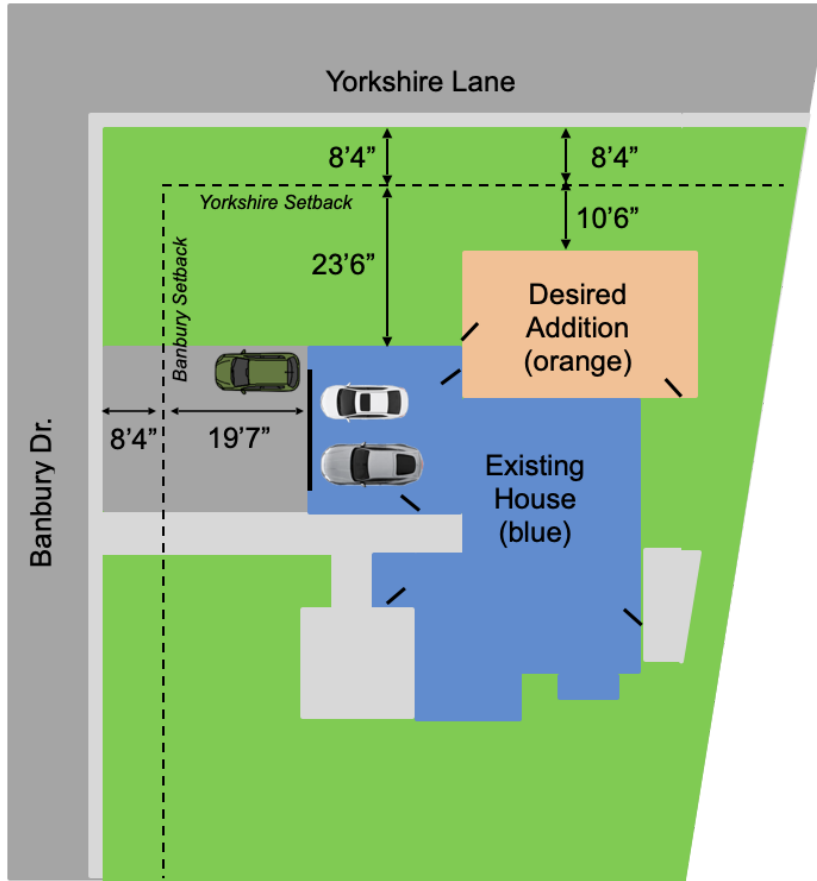 Yorkshire Lane
8’4”
8’4”
Yorkshire Setback
10’6”
23’6”
Banbury Setback
Desired
Addition
(orange)
8’4”
19’7”
Existing
House
(blue)
Banbury Dr.